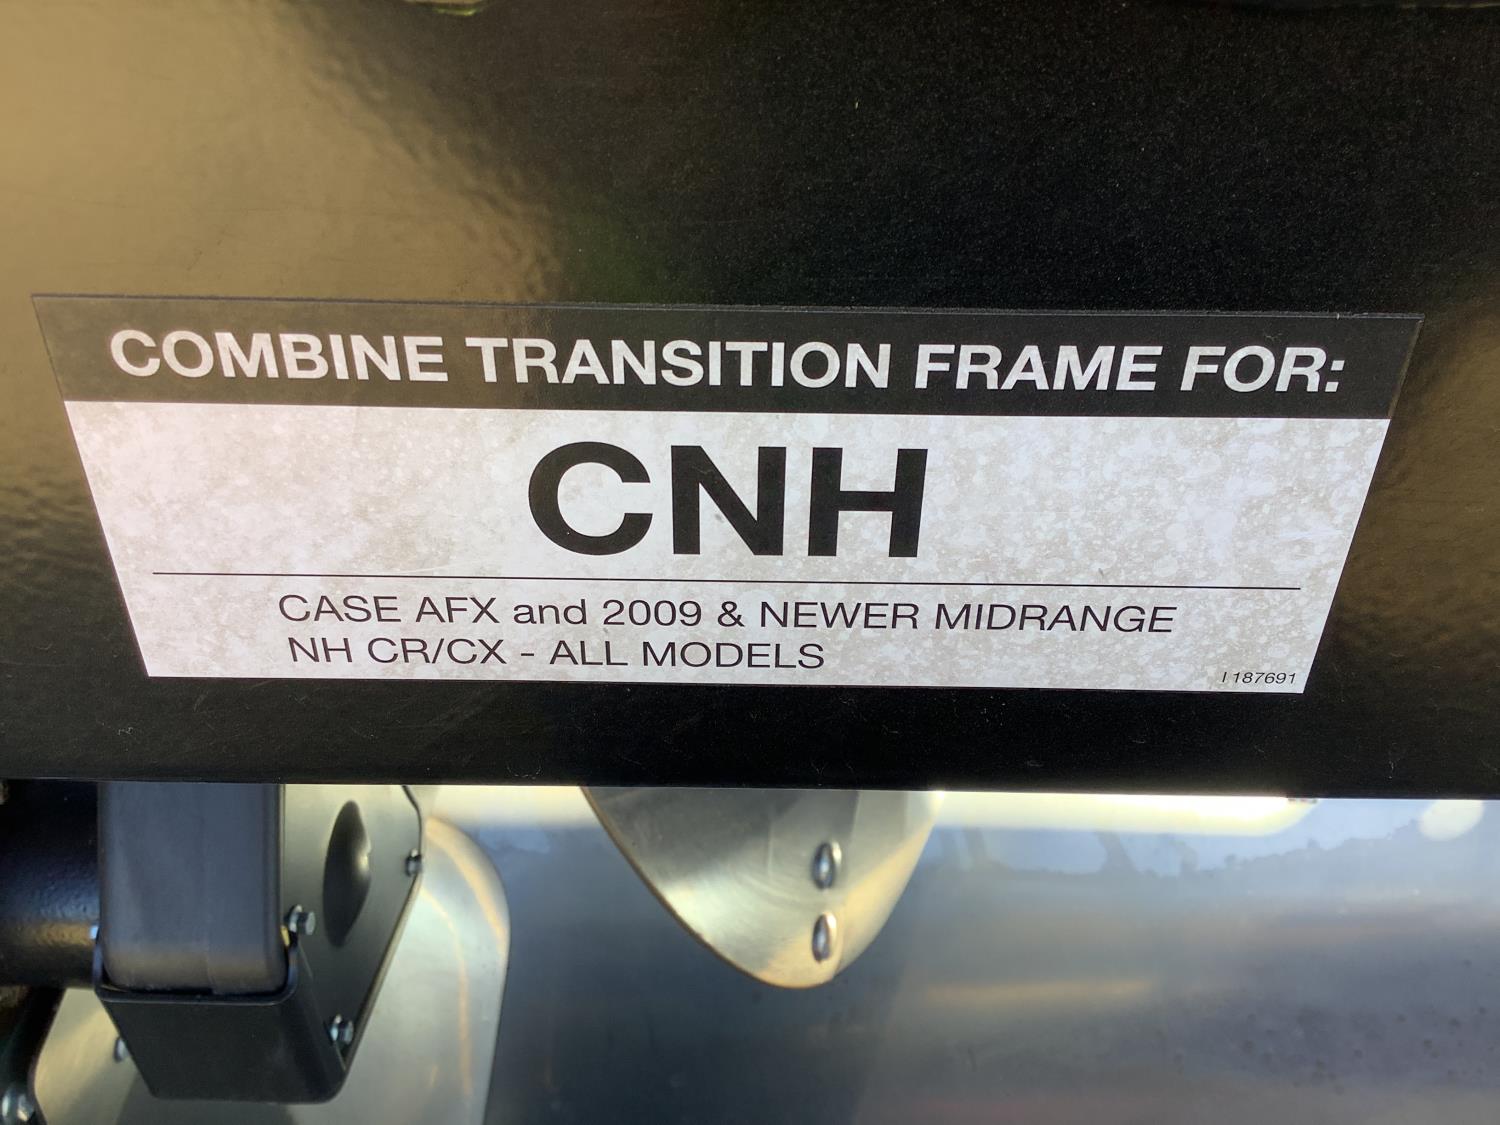 COMBINE TRANSITION FRAME FOR:
CNH
CASE AFX and 2009 & NEWER MIDRANGE
NH CR/CX - ALL MODELS
I 187691